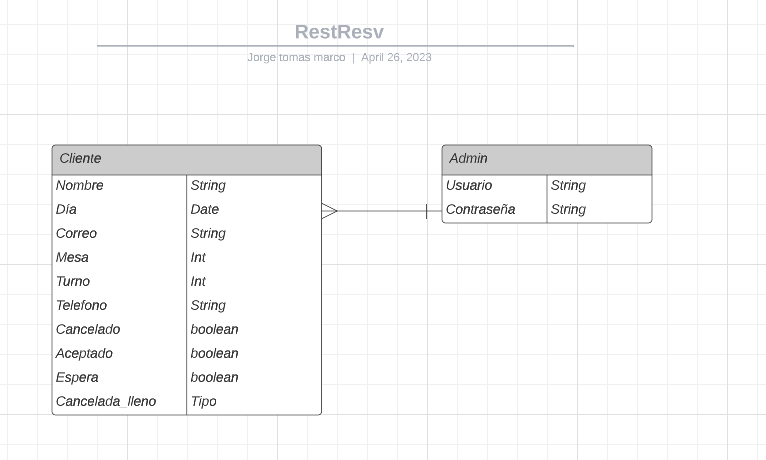 RestResv
Jorge tomas marco | April 26, 2023
Cliente
Nombre String
Día Date
Correo String
Mesa Int
Turno Int
Telefono String
Cancelado boolean
Aceptado boolean
Espera boolean
Cancelada_lleno Tipo
Admin
Usuario String
Contraseña String